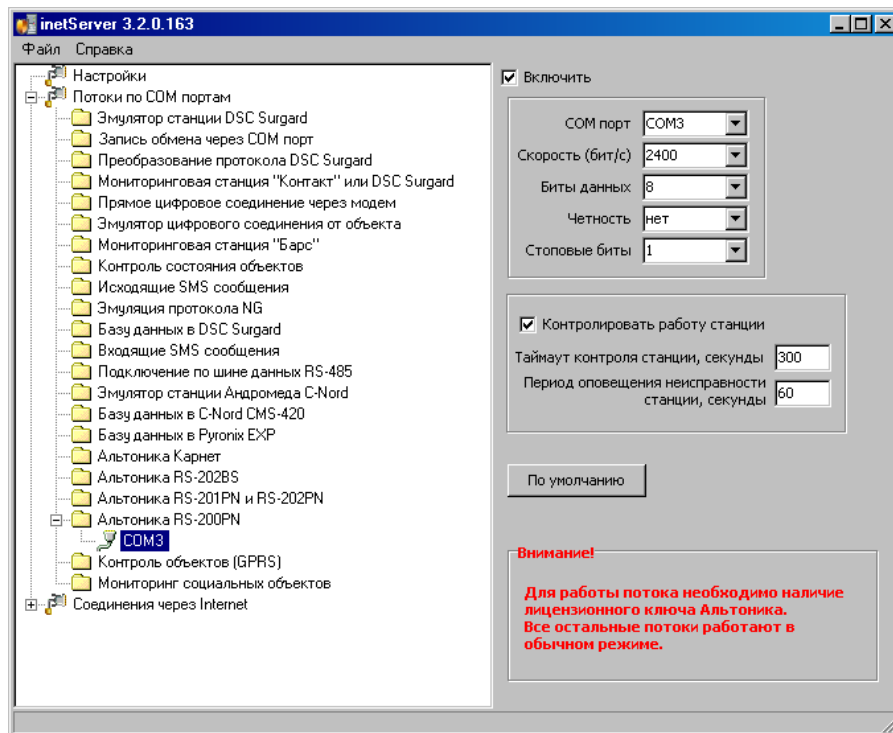 inetServer 3.2.0.163
Файл Справка
Настройки
Потоки по COM портам
Эмулятор станции DSC Surgard
Запись обмена через COM порт
Преобразование протокола DSC Surgard
Мониторинговая станция "Контакт" или DSC Surgard
Прямое цифровое соединение через модем
Эмулятор цифрового соединения от объекта
Мониторинговая станция "Барс"
Контроль состояния объектов
Исходящие SMS сообщения
Эмуляция протокола NG
Базу данных в DSC Surgard
Входящие SMS сообщения
Подключение по шине данных RS-485
Эмулятор станции Андромеда C-Nord
Базу данных в C-Nord CMS-420
Базу данных в Pyronix EXP
Альтоника Карнет
Альтоника RS-202BS
Альтоника RS-201PN и RS-202PN
Альтоника RS-200PN
COM3
Контроль объектов (GPRS)
Мониторинг социальных объектов
Соединения через Internet
Включить
COM порт COM3
Скорость (бит/с) 2400
Биты данных 8
Четность нет
Стоповые биты 1
Контролировать работу станции
Таймаут контроля станции, секунды 300
Период оповещения неисправности
станции, секунды 60
По умолчанию
Внимание!
Для работы потока необходимо наличие
лицензионного ключа Альтоника.
Все остальные потоки работают в
обычном режиме.